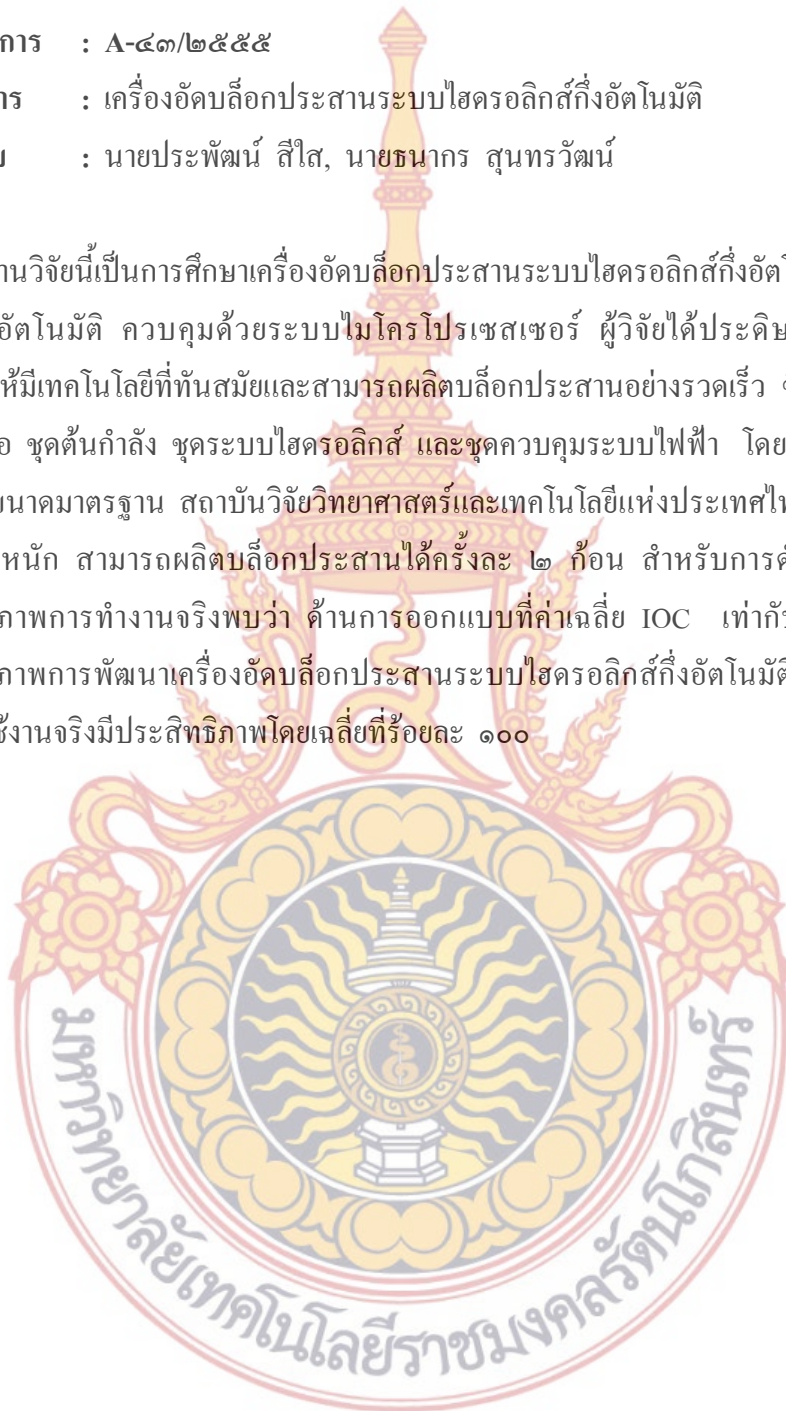 การ : A-๔๓/๒๕๕๕
าร : เครื่องอัดบล็อกประสานระบบไฮดรอลิกส์กึ่งอัตโนมัติ
: นายประพัฒน์ สีใส, นายธนากร สุนทรวัฒน์
านวิจัยนี้เป็นการศึกษาเครื่องอัดบล็อกประสานระบบไฮดรอลิกส์กึ่งอัตโ
อัตโนมัติ ควบคุมด้วยระบบไมโครโปรเซสเซอร์ ผู้วิจัยได้ประดิษ
ห้มีเทคโนโลยีที่ทันสมัยและสามารถผลิตบล็อกประสานอย่างรวดเร็ว
อ ชุดต้นกำลัง ชุดระบบไฮดรอลิกส์ และชุดควบคุมระบบไฟฟ้า โดย
ขนาดมาตรฐาน สถาบันวิจัยวิทยาศาสตร์และเทคโนโลยีแห่งประเทศไท
หนัก สามารถผลิตบล็อกประสานได้ครั้งละ ๒ ก้อน สำหรับการ
ภาพการทำงานจริงพบว่า ด้านการออกแบบที่ค่าเฉลี่ย IOC เท่ากั
ภาพการพัฒนาเครื่องอัดบล็อกประสานระบบไฮดรอลิกส์กึ่งอัตโนมัติ
ช้งานจริงมีประสิทธิภาพโดยเฉลี่ยที่ร้อยละ ๑๐๐
มหาวิทยาลัยเทคโนโลยีราชมงคลรัตนโกสินทร์